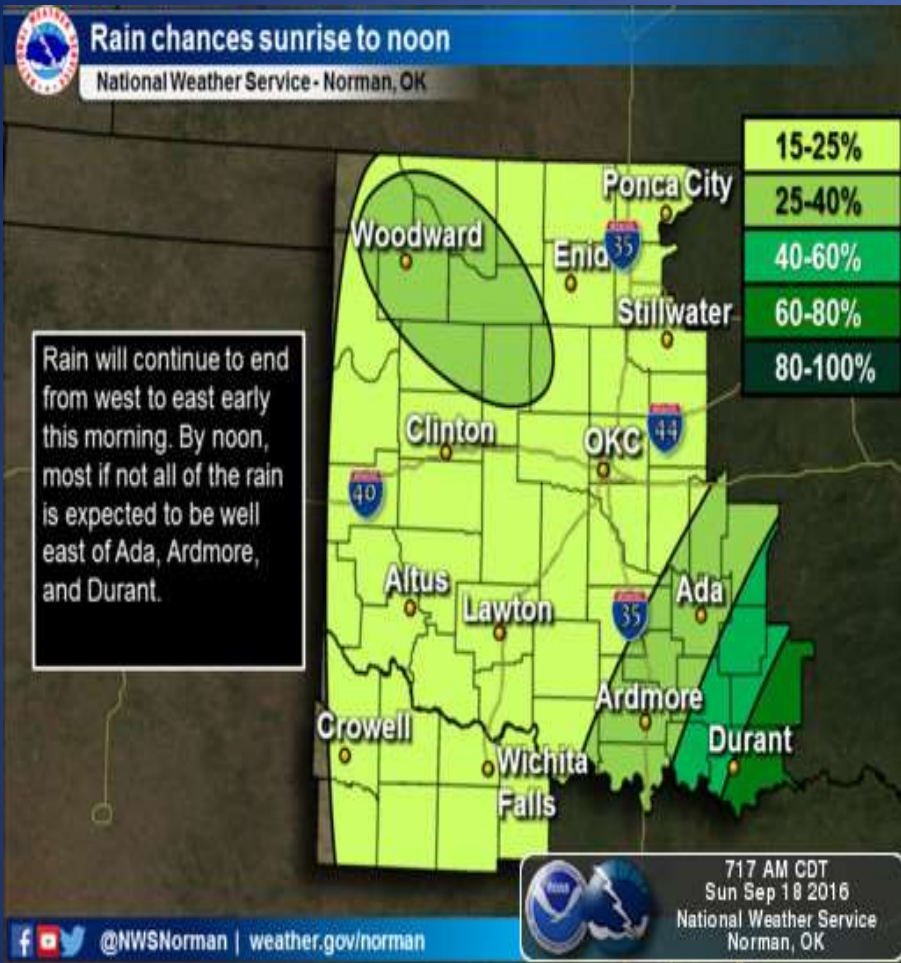 Rain chances sunrise to noon
National Weather Service - Norman, OK
15-25%
25-40%
40-60%
60-80%
80-100%
Ponca City
Woodward
35
Enid
Stillwater
Rain will continue to end
from west to east early
this morning. By noon,
most if not all of the rain
is expected to be well
east of Ada, Ardmore,
and Durant.
Clinton
OKC
44
40
Altus
Lawton
35
Ada
Ardmore
Crowell
Durant
Wichita
Falls
717 AM CDT
Sun Sep 18 2016
National Weather Service
Norman, OK
@NWSNorman | weather.gov/norman